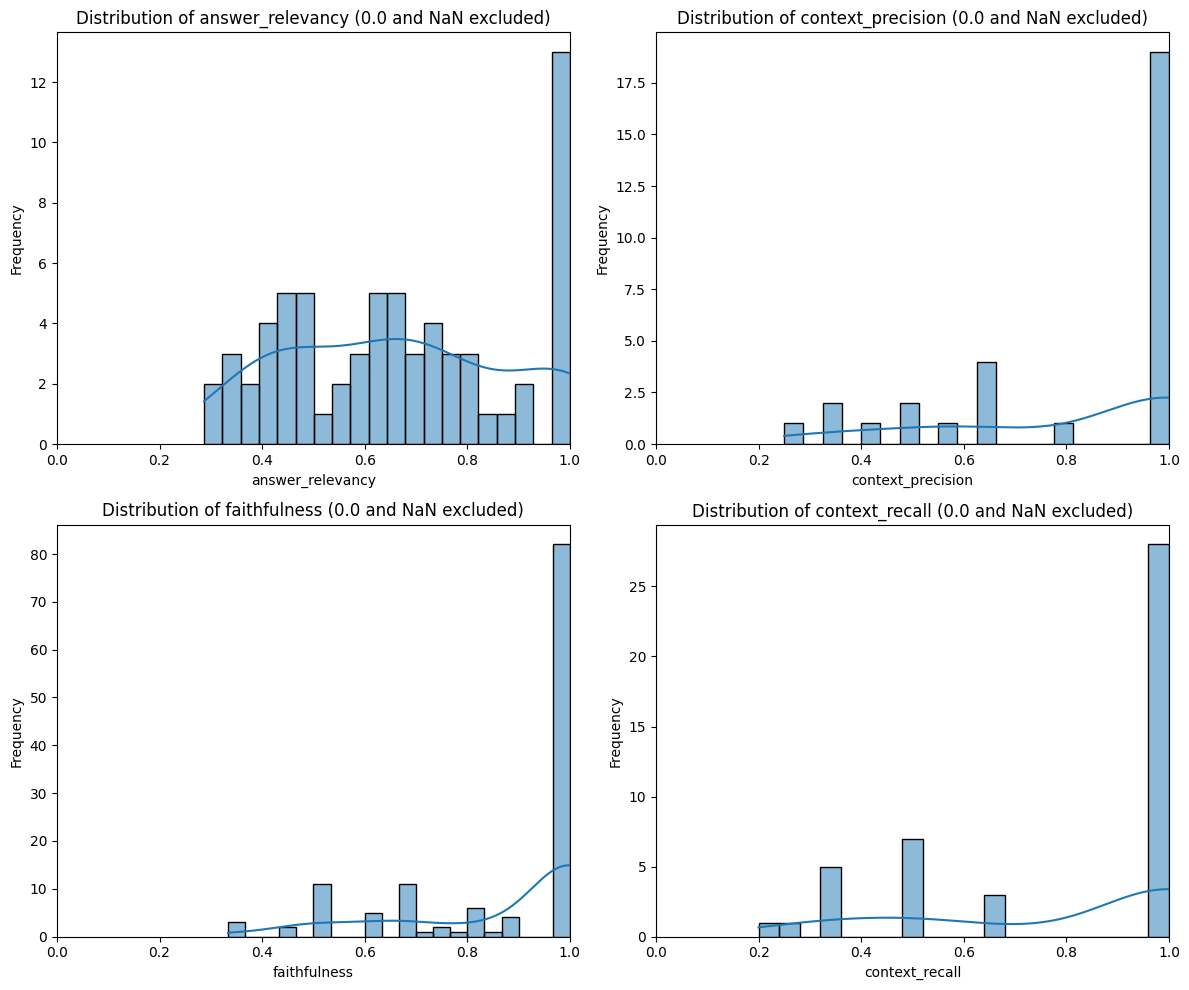 Distribution of answer_relevancy (0.0 and NaN excluded)
12
10
8
6
4
2
0
Frequency
0.0 0.2 0.4 0.6 0.8 1.0
answer_relevancy
Distribution of context_precision (0.0 and NaN excluded)
17.5
15.0
12.5
10.0
7.5
5.0
2.5
0.0
Frequency
0.0 0.2 0.4 0.6 0.8 1.0
context_precision
Distribution of faithfulness (0.0 and NaN excluded)
80
70
60
50
40
30
20
10
0
Frequency
0.0 0.2 0.4 0.6 0.8 1.0
faithfulness
Distribution of context_recall (0.0 and NaN excluded)
25
20
15
10
5
0
Frequency
0.0 0.2 0.4 0.6 0.8 1.0
context_recall